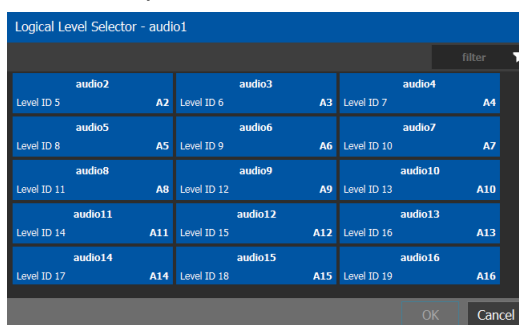 Logical Level Selector - audio1
filter
audio2 audio3 audio4
Level ID 5 A2 Level ID 6 A3 Level ID 7 A4
audio5 audio6 audio7
Level ID 8 A5 Level ID 9 A6 Level ID 10 A7
audio8 audio9 audio10
Level ID 11 A8 Level ID 12 A9 Level ID 13 A10
audio11 audio12 audio13
Level ID 14 A11 Level ID 15 A12 Level ID 16 A13
audio14 audio15 audio16
Level ID 17 A14 Level ID 18 A15 Level ID 19 A16
OK Cancel